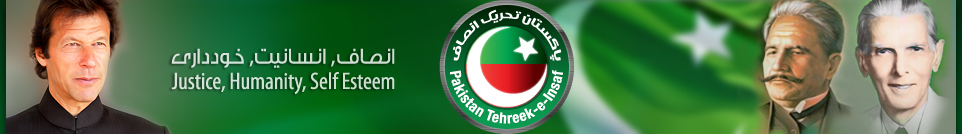 انصاف, انسانیت, خودداری
Justice, Humanity, Self Esteem
پاکستان تحریک انصاف
Pakistan Tehreek-e-Insaf